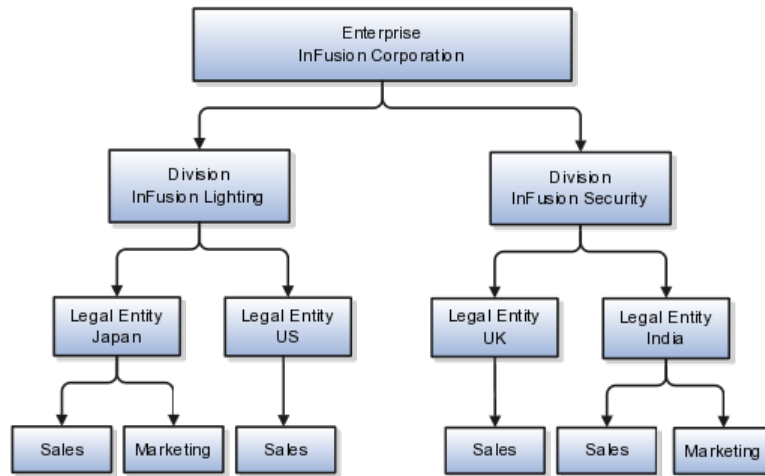 Enterprise
InFusion Corporation
Division
InFusion Lighting
Division
InFusion Security
Legal Entity
Japan
Legal Entity
US
Legal Entity
UK
Legal Entity
India
Sales
Marketing
Sales
Sales
Sales
Marketing